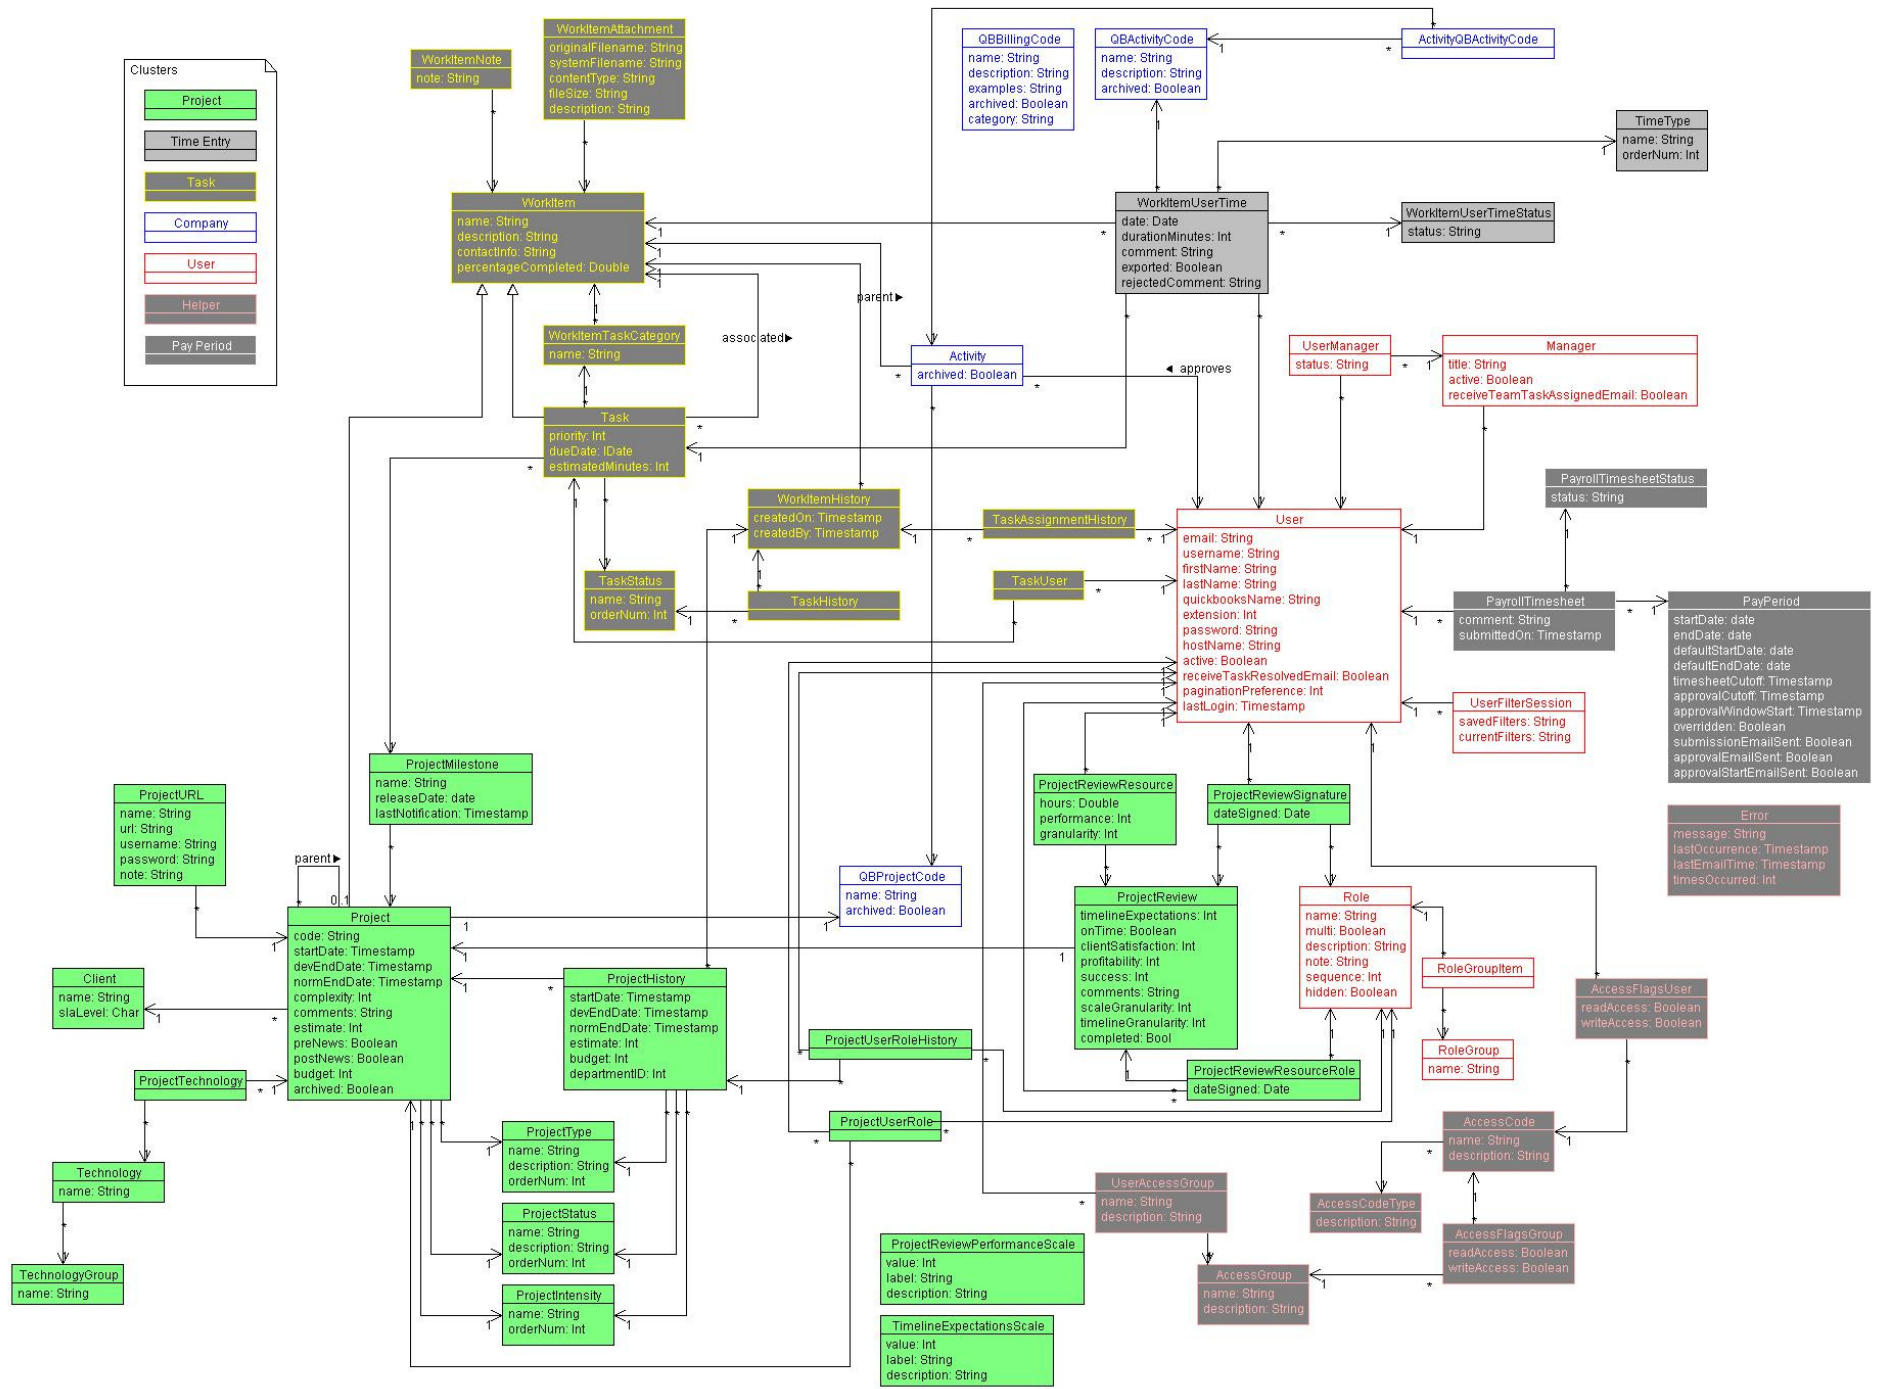 Clusters
Project
Time Entry
Task
Company
User
Helper
Pay Period
WorkItemNote
note: String
WorkItemAttachment
originalFilename: String
systemFilename: String
contentType: String
fileSize: String
description: String
QBBillingCode
name: String
description: String
examples: String
archived: Boolean
category: String
QBActivityCode
name: String
description: String
archived: Boolean
ActivityQBActivityCode
TimeType
name: String
orderNum: Int
WorkItem
name: String
description: String
contactInfo: String
percentageCompleted: Double
WorkItemUserTime
date: Date
durationMinutes: Int
comment: String
exported: Boolean
rejectedComment: String
WorkItemUserTimeStatus
status: String
parent
associated
approves
WorkItemTaskCategory
name: String
Activity
archived: Boolean
UserManager
status: String
Manager
title: String
active: Boolean
receiveTeamTaskAssignedEmail: Boolean
Task
priority: Int
dueDate: IDate
estimatedMinutes: Int
WorkItemHistory
createdOn: Timestamp
createdBy: Timestamp
TaskAssignmentHistory
PayrollTimesheetStatus
status: String
User
email: String
username: String
firstName: String
lastName: String
quickbooksName: String
extension: Int
password: String
hostName: String
active: Boolean
receiveTaskResolvedEmail: Boolean
paginationPreference: Int
lastLogin: Timestamp
TaskStatus
name: String
orderNum: Int
TaskHistory
TaskUser
PayrollTimesheet
comment: String
submittedOn: Timestamp
PayPeriod
startDate: date
endDate: date
defaultStartDate: date
defaultEndDate: date
timesheetCutoff: Timestamp
approvalCutoff: Timestamp
approvalWindowStart: Timestamp
overridden: Boolean
submissionEmailSent: Boolean
approvalEmailSent: Boolean
approvalStartEmailSent: Boolean
UserFilterSession
savedFilters: String
currentFilters: String
ProjectMilestone
name: String
releaseDate: date
lastNotification: Timestamp
ProjectURL
name: String
url: String
username: String
password: String
note: String
ProjectReviewResource
hours: Double
performance: Int
granularity: Int
ProjectReviewSignature
dateSigned: Date
Error
message: String
lastOccurrence: Timestamp
lastEmailTime: Timestamp
timesOccurred: Int
parent
0..1
QBProjectCode
name: String
archived: Boolean
Project
code: String
startDate: Timestamp
devEndDate: Timestamp
normEndDate: Timestamp
complexity: Int
comments: String
estimate: Int
preNews: Boolean
postNews: Boolean
budget: Int
archived: Boolean
ProjectReview
timelineExpectations: Int
onTime: Boolean
clientSatisfaction: Int
profitability: Int
success: Int
comments: String
scaleGranularity: Int
timelineGranularity: Int
completed: Bool
Role
name: String
multi: Boolean
description: String
note: String
sequence: Int
hidden: Boolean
RoleGroupItem
RoleGroup
name: String
Client
name: String
slaLevel: Char
ProjectHistory
startDate: Timestamp
devEndDate: Timestamp
normEndDate: Timestamp
estimate: Int
budget: Int
departmentID: Int
AccessFlagsUser
readAccess: Boolean
writeAccess: Boolean
ProjectUserRoleHistory
ProjectReviewResourceRole
dateSigned: Date
ProjectTechnology
ProjectUserRole
Technology
name: String
ProjectType
name: String
description: String
orderNum: Int
AccessCode
name: String
description: String
UserAccessGroup
name: String
description: String
AccessCodeType
description: String
ProjectStatus
name: String
description: String
orderNum: Int
AccessFlagsGroup
readAccess: Boolean
writeAccess: Boolean
ProjectReviewPerformanceScale
value: Int
label: String
description: String
TechnologyGroup
name: String
AccessGroup
name: String
description: String
ProjectIntensity
name: String
orderNum: Int
TimelineExpectationsScale
value: Int
label: String
description: String